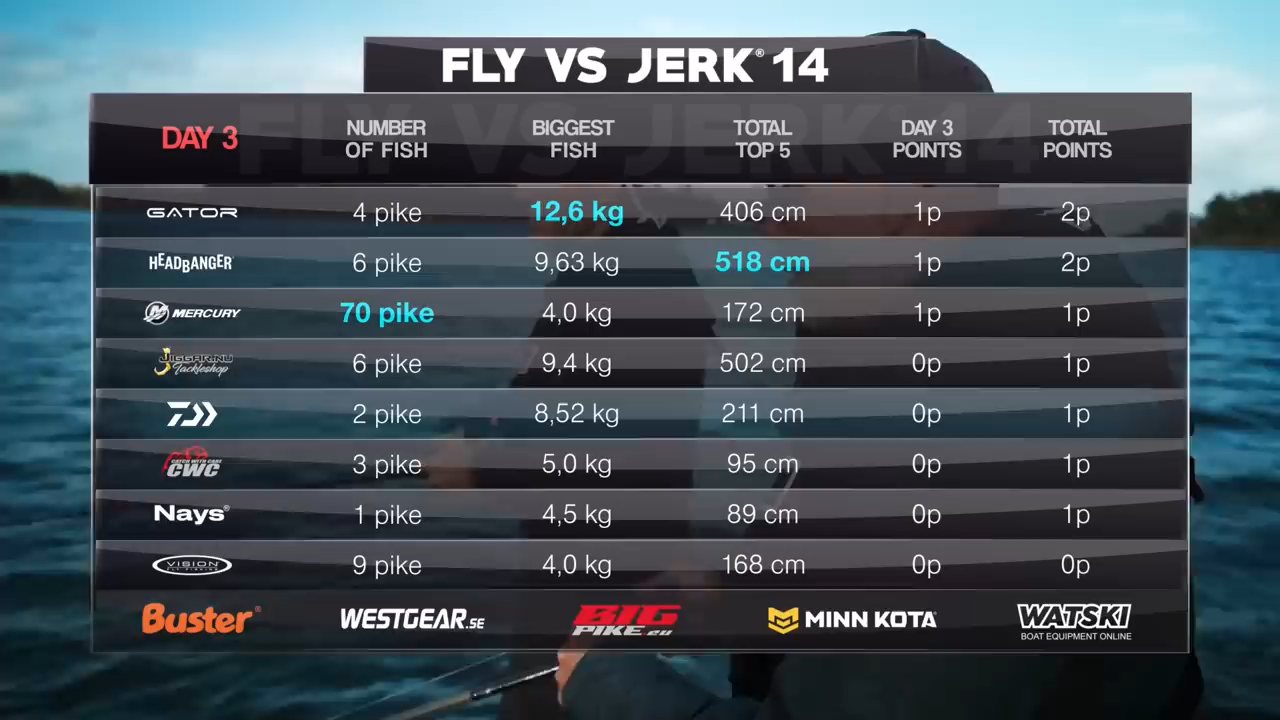 FLY VS JERK® 14
DAY 3 NUMBER OF FISH BIGGEST FISH TOTAL TOP 5 DAY 3 POINTS TOTAL POINTS
GATOR 4 pike 12,6 kg 406 cm 1p 2p
HEADBANGER 6 pike 9,63 kg 518 cm 1p 2p
MERCURY 70 pike 4,0 kg 172 cm 1p 1p
JIGGAR.NU Tackleshop 6 pike 9,4 kg 502 cm 0p 1p
2 pike 8,52 kg 211 cm 0p 1p
CATCH WITH CARE CWC 3 pike 5,0 kg 95 cm 0p 1p
Nays® 1 pike 4,5 kg 89 cm 0p 1p
VISION FLY FISHING 9 pike 4,0 kg 168 cm 0p 0p
Buster® WESTGEAR.SE BIG PIKE.eu MINN KOTA WATSKI BOAT EQUIPMENT ONLINE